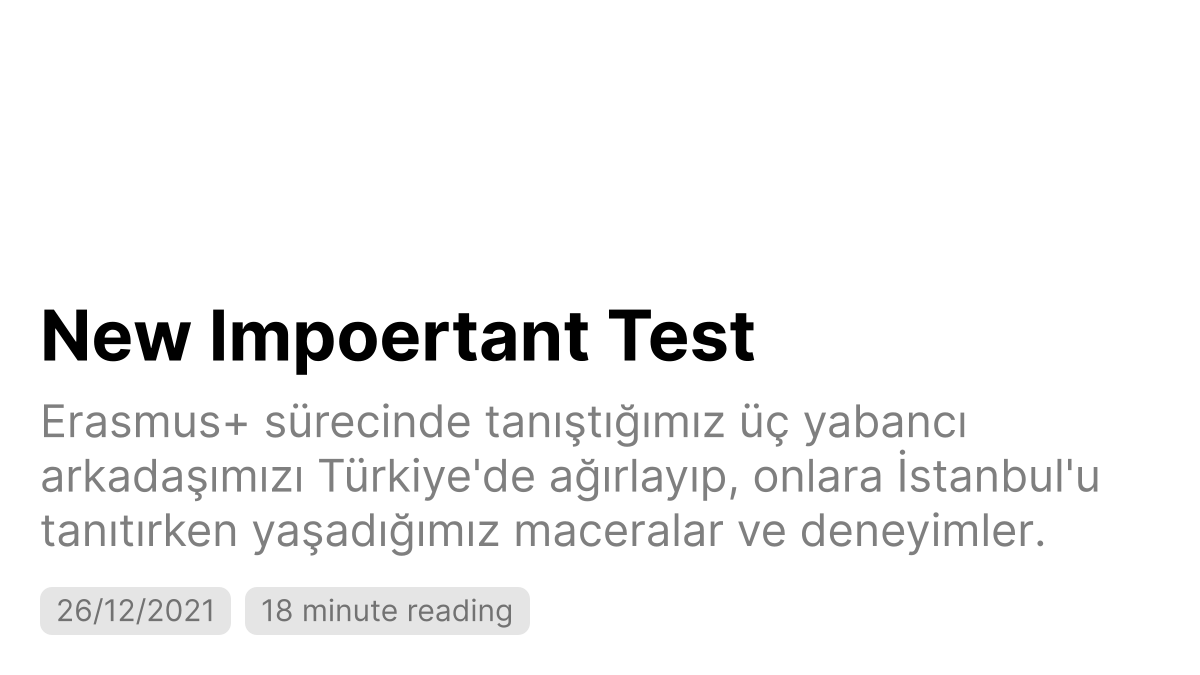 New Impoertant Test
Erasmus+ sürecinde tanıştığımız üç yabancı
arkadaşımızı Türkiye'de ağırlayıp, onlara İstanbul'u
tanıtırken yaşadığımız maceralar ve deneyimler.
26/12/2021 18 minute reading